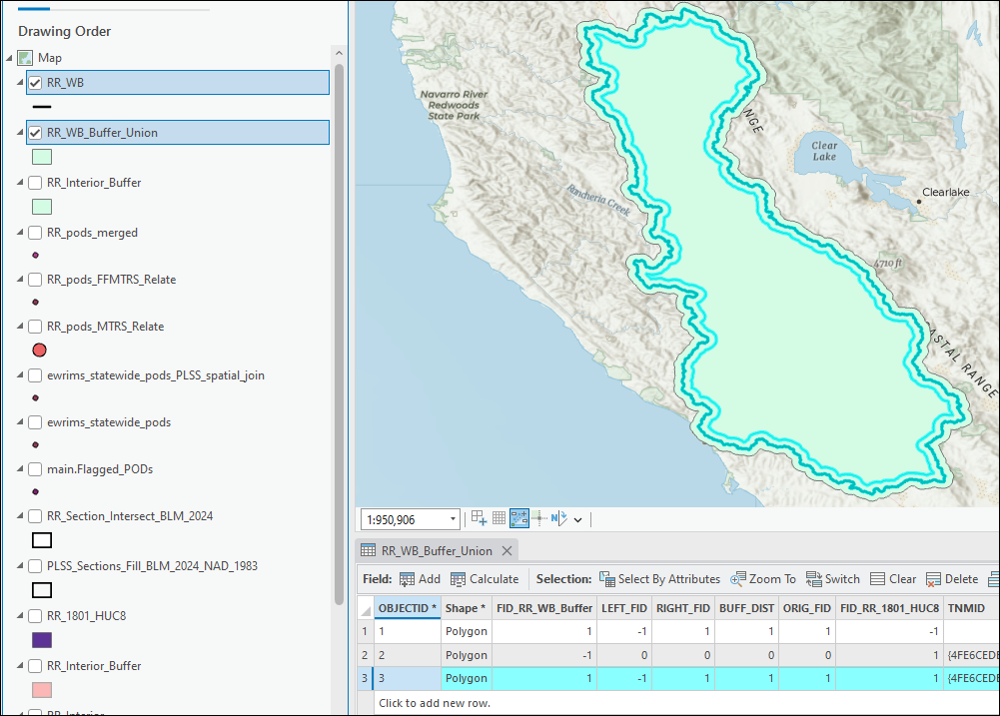 Drawing Order
Map
RR_WB
RR_WB_Buffer_Union
RR_Interior_Buffer
RR_pods_merged
RR_pods_FFMTRS_Relate
RR_pods_MTRS_Relate
ewrims_statewide_pods_PLSS_spatial_join
ewrims_statewide_pods
main.Flagged_PODs
RR_Section_Intersect_BLM_2024
PLSS_Sections_Fill_BLM_2024_NAD_1983
RR_1801_HUC8
RR_Interior_Buffer
RR_Interior
Navarro River
Redwoods
State Park
NGE
Clear
Lake
Clearlake
Rancheria Creek
4710 ft
ASTAL RANGE
1:950,906
RR_WB_Buffer_Union
Field: Add Calculate Selection: Select By Attributes Zoom To Switch Clear Delete
OBJECTID * Shape * FID_RR_WB_Buffer LEFT_FID RIGHT_FID BUFF_DIST ORIG_FID FID_RR_1801_HUC8 TNMID
1 1 Polygon 1 -1 1 1 1 -1
2 2 Polygon -1 0 0 0 0 1 {4FE6CEDE
3 3 Polygon 1 -1 1 1 1 1 {4FE6CEDE
Click to add new row.